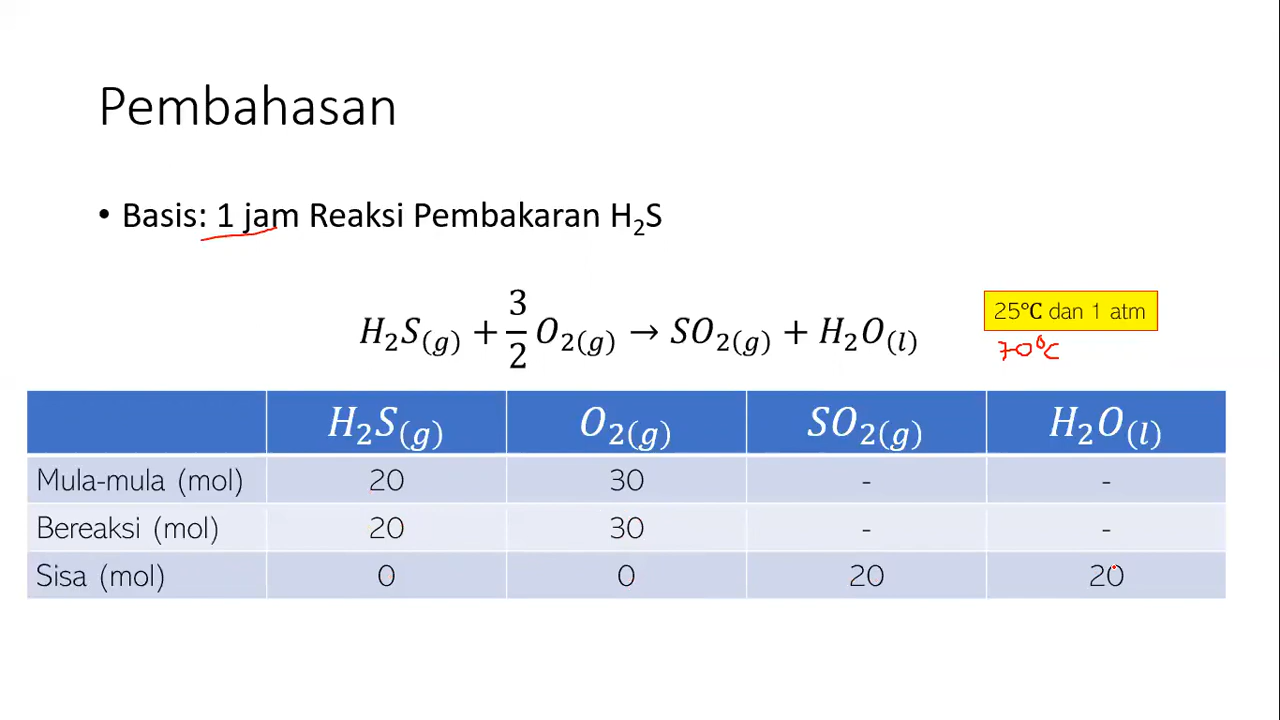 Pembahasan
• Basis: 1 jam Reaksi Pembakaran H₂S
H₂S₍g₎ + 3/2 O₂₍g₎ → SO₂₍g₎ + H₂O₍l₎
25°C dan 1 atm
70°C
H₂S₍g₎ O₂₍g₎ SO₂₍g₎ H₂O₍l₎
Mula-mula (mol) 20 30 - -
Bereaksi (mol) 20 30 - -
Sisa (mol) 0 0 20 20